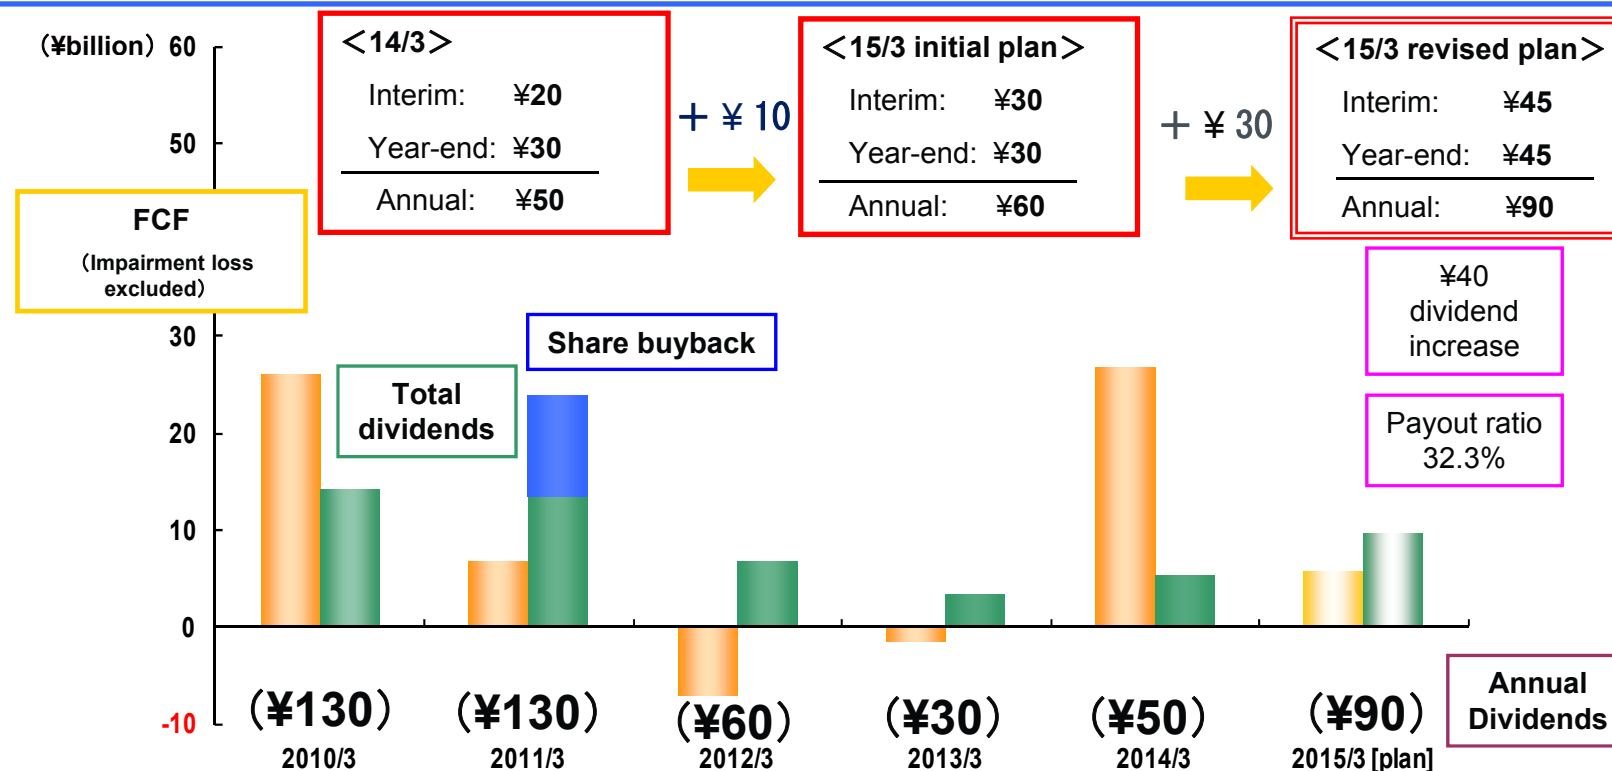 （¥billion）
60
50
30
20
10
0
-10
＜14/3＞
Interim: ¥20
Year-end: ¥30
Annual: ¥50
＋¥10
＜15/3 initial plan＞
Interim: ¥30
Year-end: ¥30
Annual: ¥60
＋¥30
＜15/3 revised plan＞
Interim: ¥45
Year-end: ¥45
Annual: ¥90
FCF
（Impairment loss
excluded）
Total
dividends
Share buyback
¥40
dividend
increase
Payout ratio
32.3%
（¥130）
（¥130）
（¥60）
（¥30）
（¥50）
（¥90）
Annual
Dividends
2010/3
2011/3
2012/3
2013/3
2014/3
2015/3 [plan]